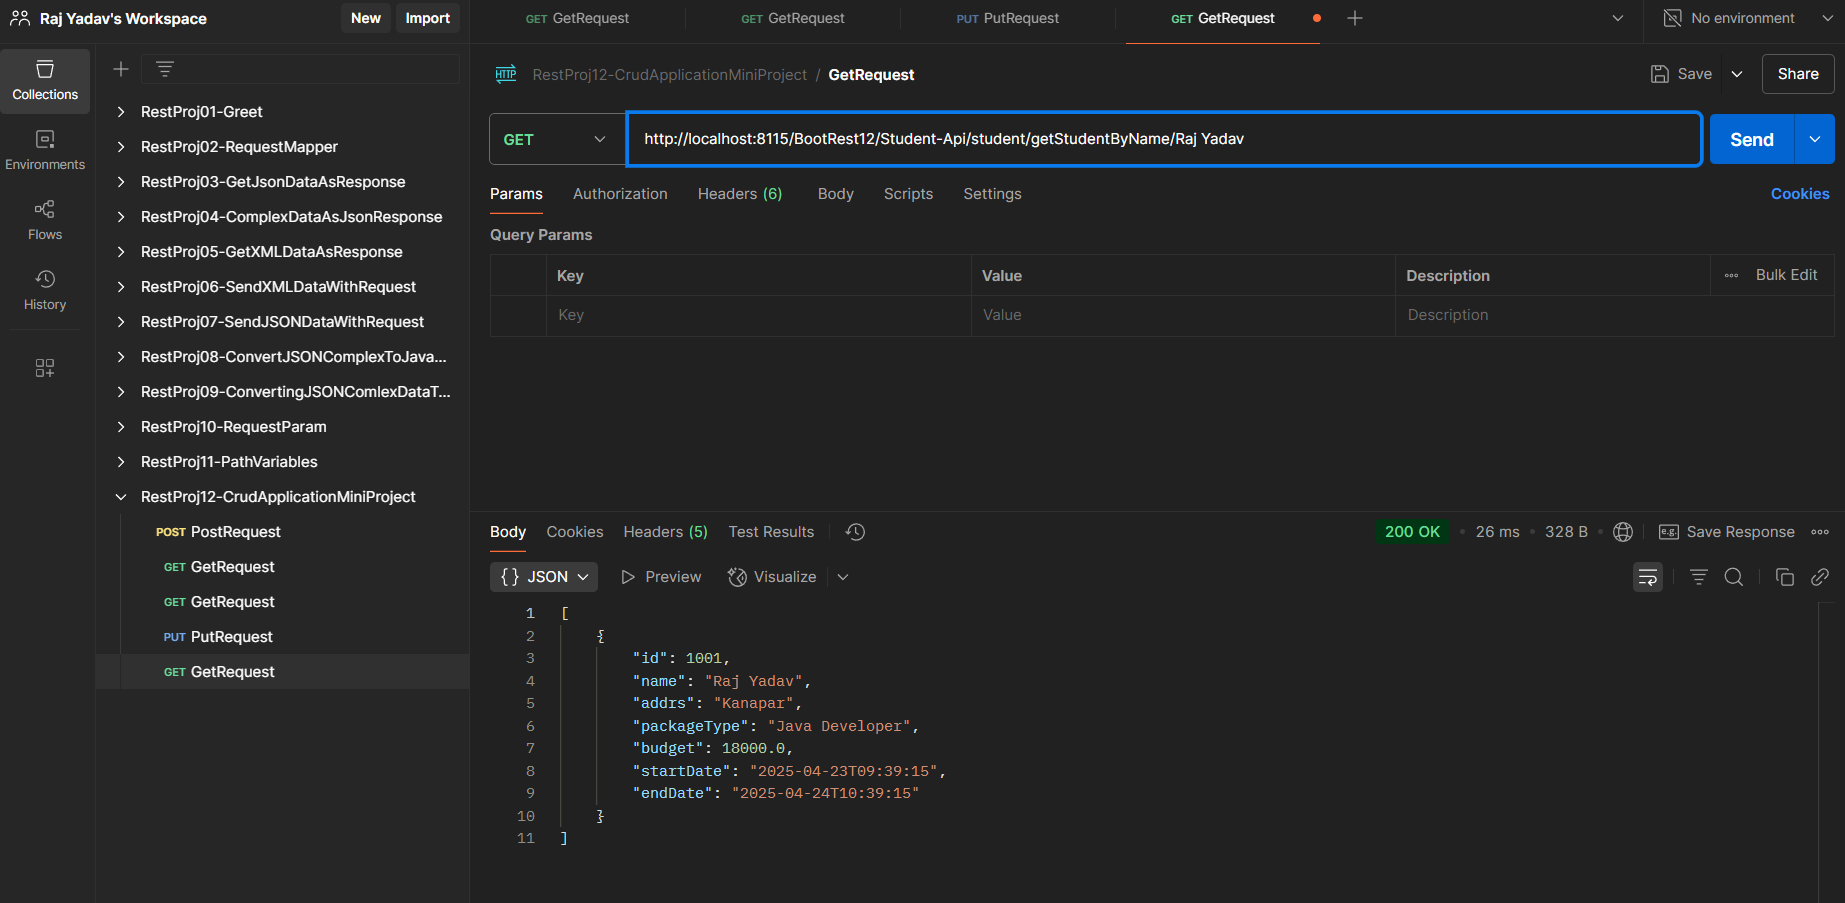 Raj Yadav's Workspace
New
Import
GET GetRequest
GET GetRequest
PUT PutRequest
GET GetRequest
No environment
Collections
Environments
Flows
History
RestProj01-Greet
RestProj02-RequestMapper
RestProj03-GetJsonDataAsResponse
RestProj04-ComplexDataAsJsonResponse
RestProj05-GetXMLDataAsResponse
RestProj06-SendXMLDataWithRequest
RestProj07-SendJSONDataWithRequest
RestProj08-ConvertJSONComplexToJava...
RestProj09-ConvertingJSONComlexDataT...
RestProj10-RequestParam
RestProj11-PathVariables
RestProj12-CrudApplicationMiniProject
POST PostRequest
GET GetRequest
GET GetRequest
PUT PutRequest
GET GetRequest
HTTP RestProj12-CrudApplicationMiniProject / GetRequest
Save
Share
GET
http://localhost:8115/BootRest12/Student-Api/student/getStudentByName/Raj Yadav
Send
Params Authorization Headers (6) Body Scripts Settings
Cookies
Query Params
Key Value Description Bulk Edit
Key Value Description
Body Cookies Headers (5) Test Results
200 OK • 26 ms • 328 B •
e.g. Save Response
{} JSON Preview Visualize
1 [
2 {
3 "id": 1001,
4 "name": "Raj Yadav",
5 "addrs": "Kanapar",
6 "packageType": "Java Developer",
7 "budget": 18000.0,
8 "startDate": "2025-04-23T09:39:15",
9 "endDate": "2025-04-24T10:39:15"
10 }
11 ]